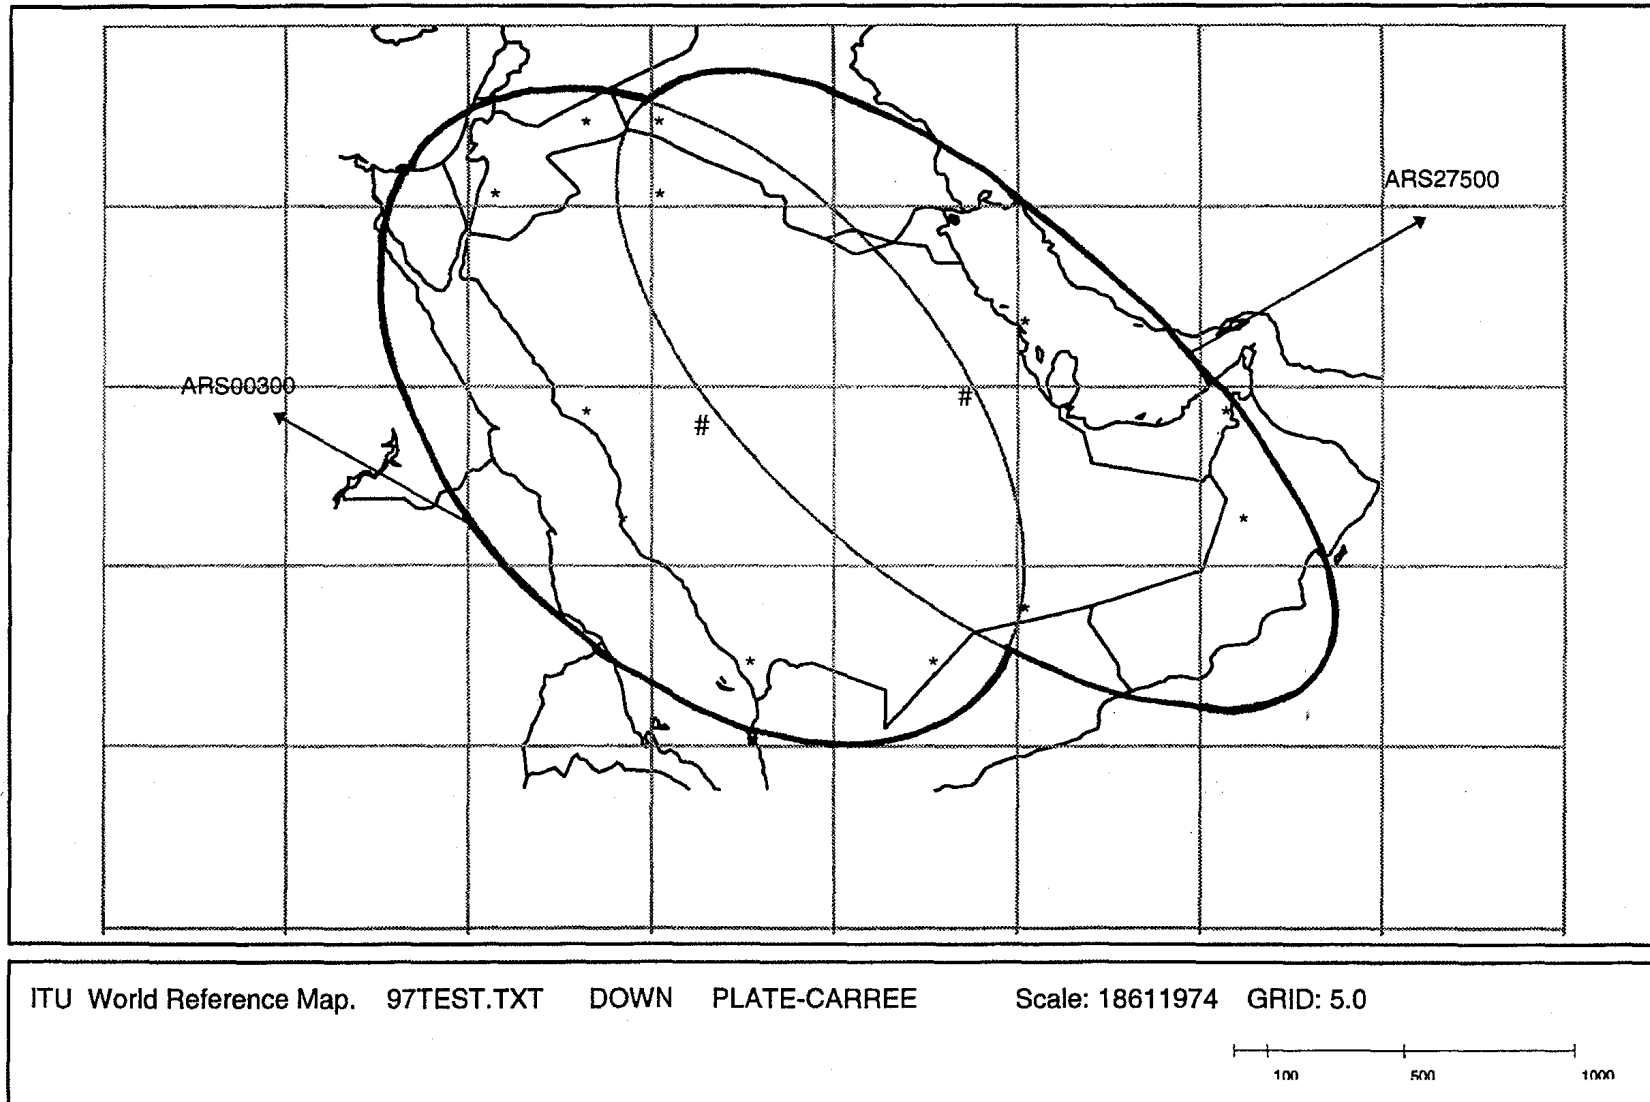 ARS27500
ARS00300
ITU World Reference Map. 97TEST.TXT DOWN PLATE-CARREE Scale: 18611974 GRID: 5.0
100 500 1000